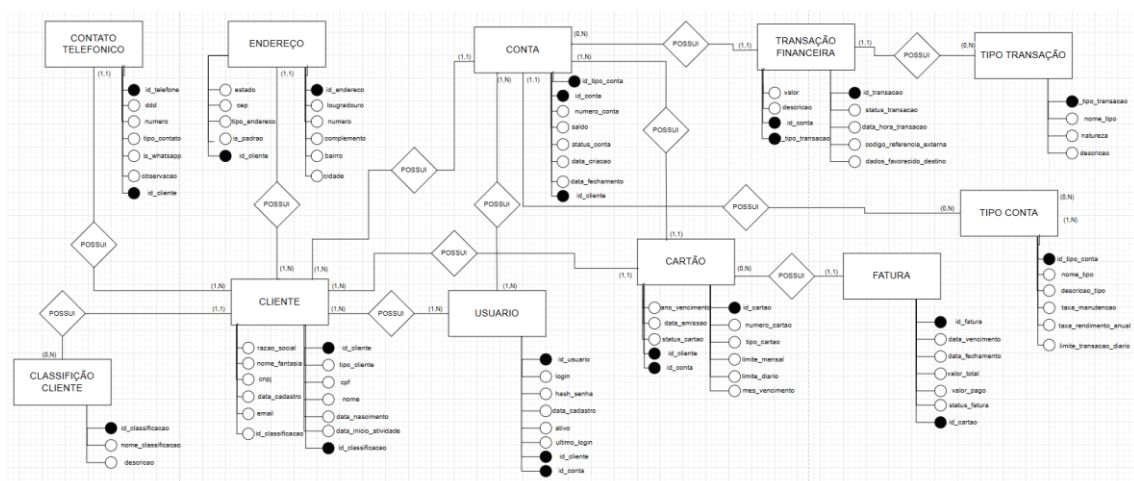 CONTATO
TELEFONICO
(1,1)
id_telefone
ddd
numero
tipo_contato
is_whatsapp
observacao
id_cliente
POSSUI
(1,N)
ENDEREÇO
(1,1)
estado
cep
tipo_endereco
is_padrao
id_cliente
id_endereco
lougradouro
numero
complemento
bairro
cidade
POSSUI
(1,N)
CONTA
(1,1)
(0,N)
(1,N)
(1,N)
(1,1)
id_tipo_conta
id_conta
numero_conta
saldo
status_conta
data_criacao
data_fechamento
id_cliente
POSSUI
(1,N)
POSSUI
(1,1)
TRANSAÇÃO
FINANCEIRA
(1,1)
valor
descricao
id_conta
_tipo_transacao
id_transacao
status_transacao
data_hora_transacao
codigo_referencia_externa
dados_favorecido_destino
POSSUI
(0,N)
TIPO TRANSAÇÃO
_tipo_transacao
nome_tipo
natureza
descricao
POSSUI
POSSUI
(1,N)
POSSUI
(0,N)
TIPO CONTA
(0,N)
(1,N)
id_tipo_conta
nome_tipo
descricao_tipo
taxa_manutencao
taxa_rendimento_anual
limite_transacao_diario
CLIENTE
(1,N)
(1,1)
(1,N)
(1,N)
razao_social
nome_fantasia
cnpj
data_cadastro
email
id_classificacao
id_cliente
tipo_cliente
cpf
nome
data_nascimento
data_inicio_atividade
id_classificacao
POSSUI
(0,N)
CLASSIFIÇÃO
CLIENTE
id_classificacao
nome_classificacao
descricao
POSSUI
(1,N)
USUARIO
id_usuario
login
hash_senha
data_cadastro
ativo
ultimo_login
id_cliente
id_conta
POSSUI
(1,1)
(1,1)
CARTÃO
(0,N)
ano_vencimento
data_emissao
status_cartao
id_cliente
id_conta
id_cartao
numero_cartao
tipo_cartao
limite_mensal
limite_diario
mes_vencimento
POSSUI
(1,1)
FATURA
id_fatura
data_vencimento
data_fechamento
valor_total
valor_pago
status_fatura
id_cartao